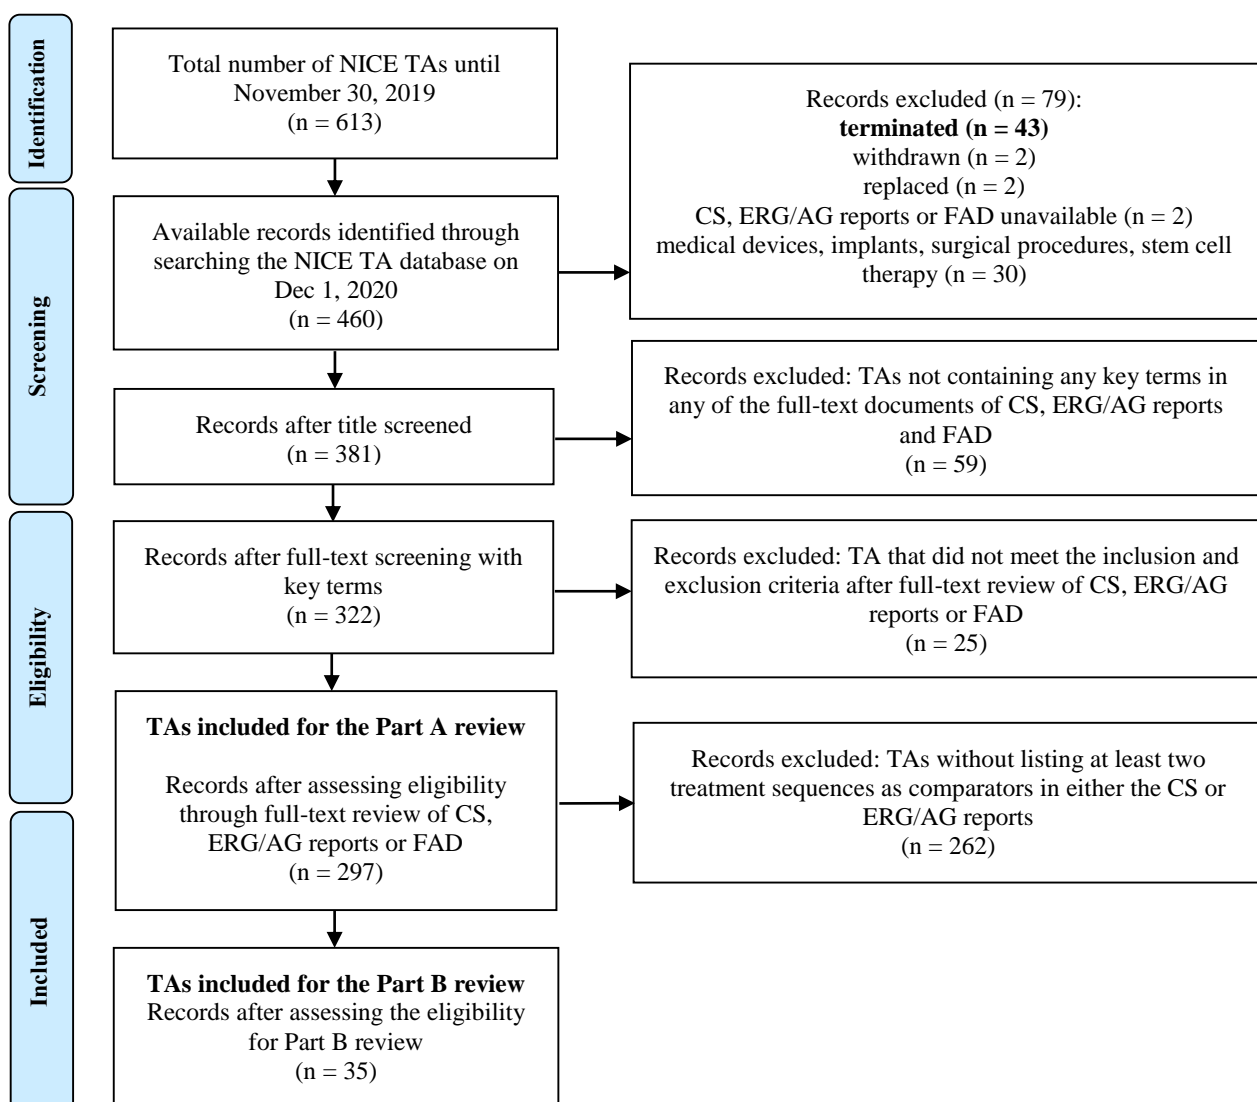 Identification
Total number of NICE TAs until
November 30, 2019
(n = 613)
Records excluded (n = 79):
terminated (n = 43)
withdrawn (n = 2)
replaced (n = 2)
CS, ERG/AG reports or FAD unavailable (n = 2)
medical devices, implants, surgical procedures, stem cell
therapy (n = 30)
Screening
Available records identified through
searching the NICE TA database on
Dec 1, 2020
(n = 460)
Records after title screened
(n = 381)
Records excluded: TAs not containing any key terms in
any of the full-text documents of CS, ERG/AG reports
and FAD
(n = 59)
Eligibility
Records after full-text screening with
key terms
(n = 322)
Records excluded: TA that did not meet the inclusion and
exclusion criteria after full-text review of CS, ERG/AG
reports or FAD
(n = 25)
TAs included for the Part A review
Records after assessing eligibility
through full-text review of CS,
ERG/AG reports or FAD
(n = 297)
Records excluded: TAs without listing at least two
treatment sequences as comparators in either the CS or
ERG/AG reports
(n = 262)
Included
TAs included for the Part B review
Records after assessing the eligibility
for Part B review
(n = 35)